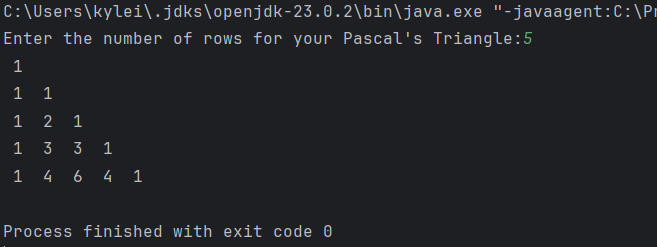 C:\Users\kylei\.jdks\openjdk-23.0.2\bin\java.exe "-javaagent:C:\Pr
Enter the number of rows for your Pascal's Triangle:5
1
1 1
1 2 1
1 3 3 1
1 4 6 4 1
Process finished with exit code 0